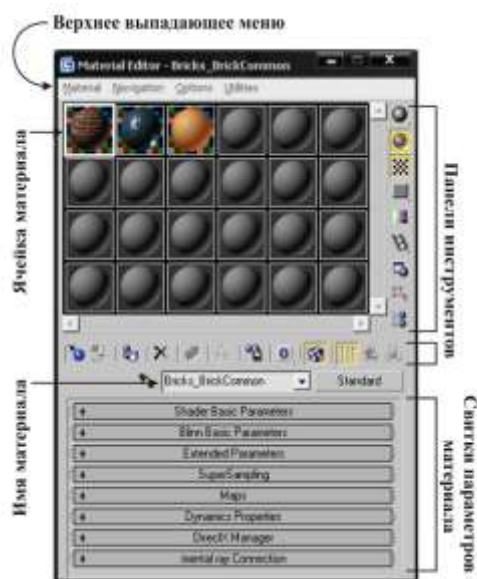 Верхнее выпадающее меню
Material Editor - Bricks_BrickCommon
Material Navigation Options Utilities
Ячейка материала
Панели инструментов
Имя материала
Bricks_BrickCommon
Standard
Свитки параметров
материала
Shader Basic Parameters
Blinn Basic Parameters
Extended Parameters
SuperSampling
Maps
Dynamics Properties
DirectX Manager
mental ray Connection